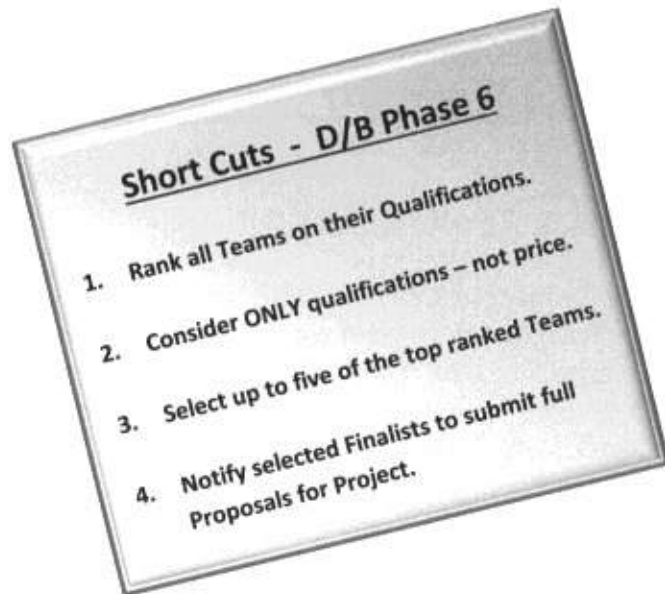 Short Cuts - D/B Phase 6
1. Rank all Teams on their Qualifications.
2. Consider ONLY qualifications – not price.
3. Select up to five of the top ranked Teams.
4. Notify selected Finalists to submit full
Proposals for Project.